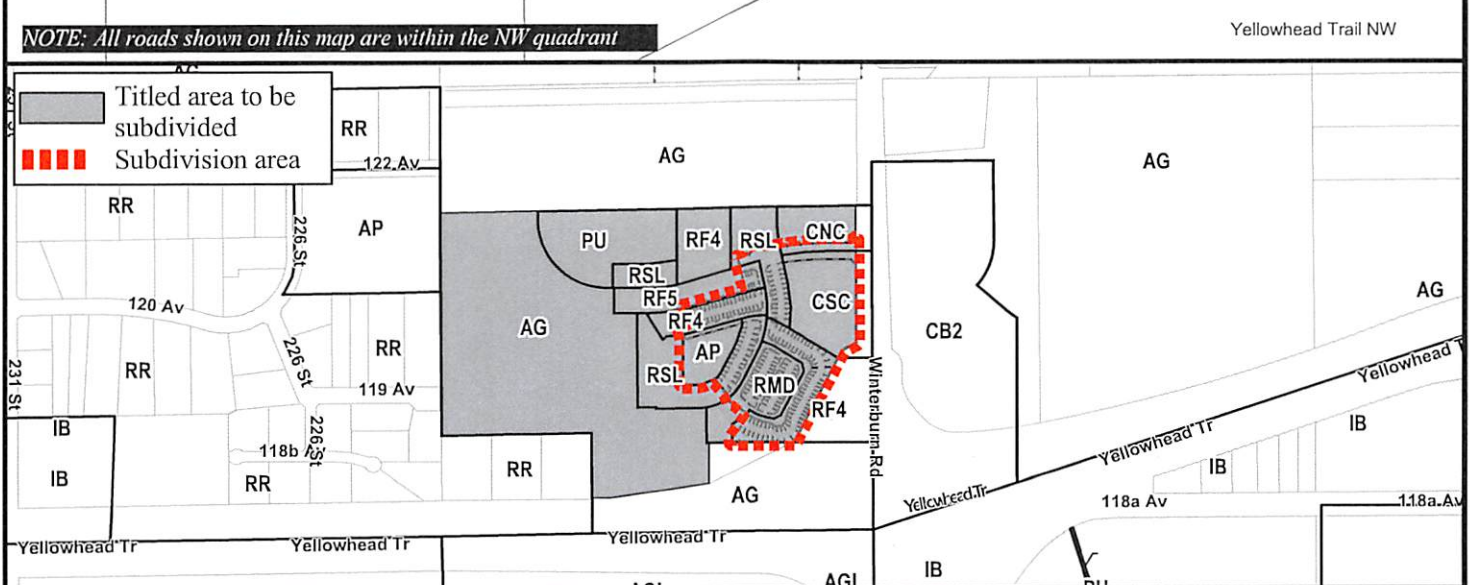 NOTE: All roads shown on this map are within the NW quadrant
Yellowhead Trail NW
AG
Titled area to be
subdivided
Subdivision area
RR
122 Av
AG
AG
RR
226 St
AP
PU
RF4
RSL
CNC
RSL
RF5
CSC
120 Av
AG
RF4
CB2
AG
AP
226 St
RR
RR
RSL
RMD
231 St
119 Av
RF4
Winterburn Rd
Yellowhead T
IB
226 St
118b
Yellowhead Tr
IB
IB
RR
RR
IB
AG
Yellowhead Tr
118a Av
118a Av
Yellowhead Tr
Yellowhead Tr
Yellowhead Tr
IB
AGI